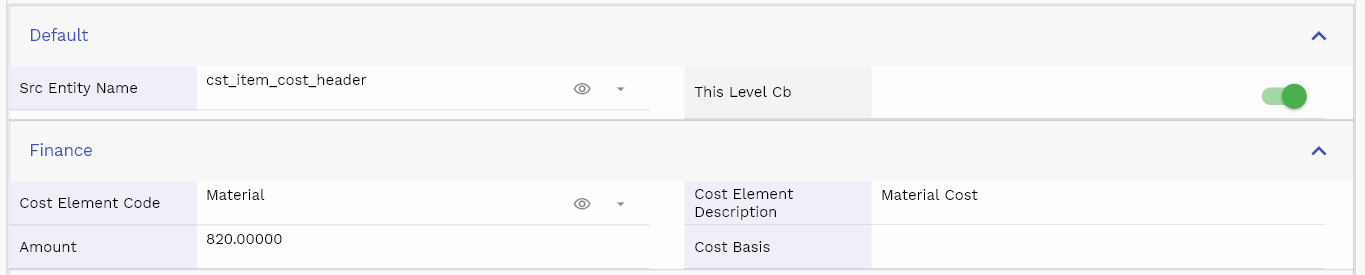 Default
Src Entity Name
cst_item_cost_header
This Level Cb
Finance
Cost Element Code
Material
Cost Element
Description
Material Cost
Amount
820.00000
Cost Basis